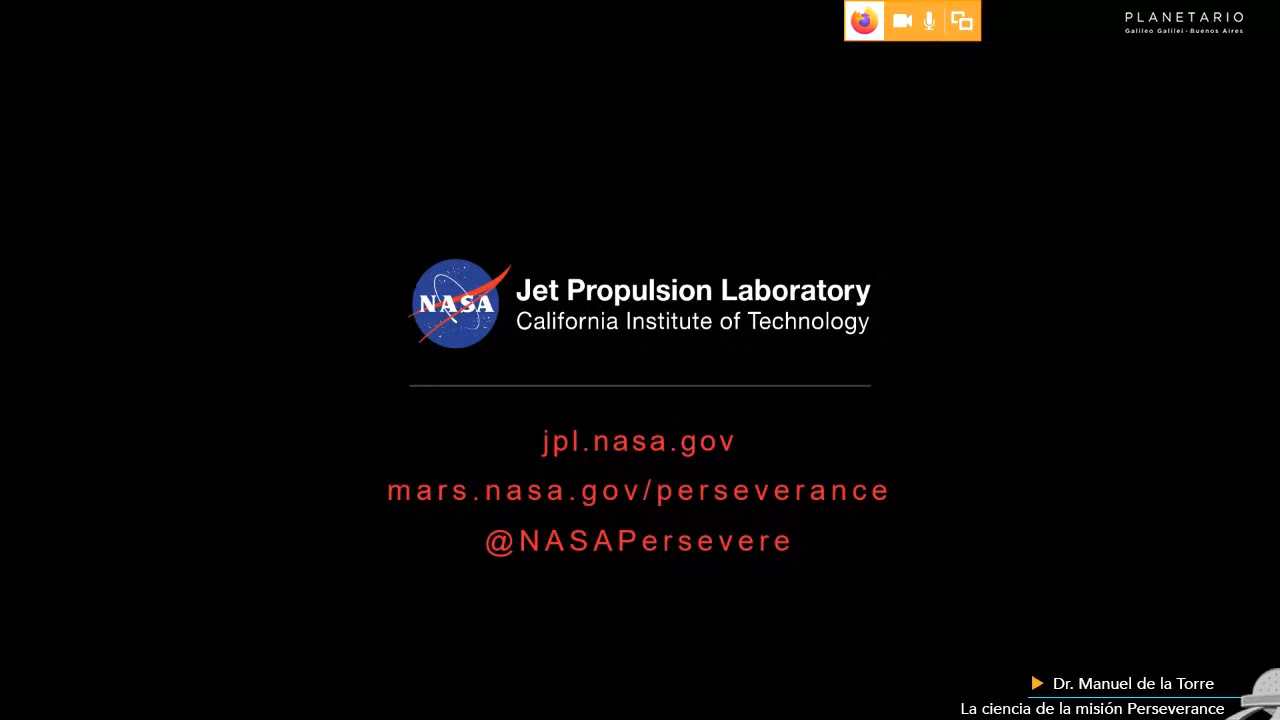 PLANETARIO
Galileo Galilei · Buenos Aires
NASA
Jet Propulsion Laboratory
California Institute of Technology
jpl.nasa.gov
mars.nasa.gov/perseverance
@NASAPersevere
Dr. Manuel de la Torre
La ciencia de la misión Perseverance